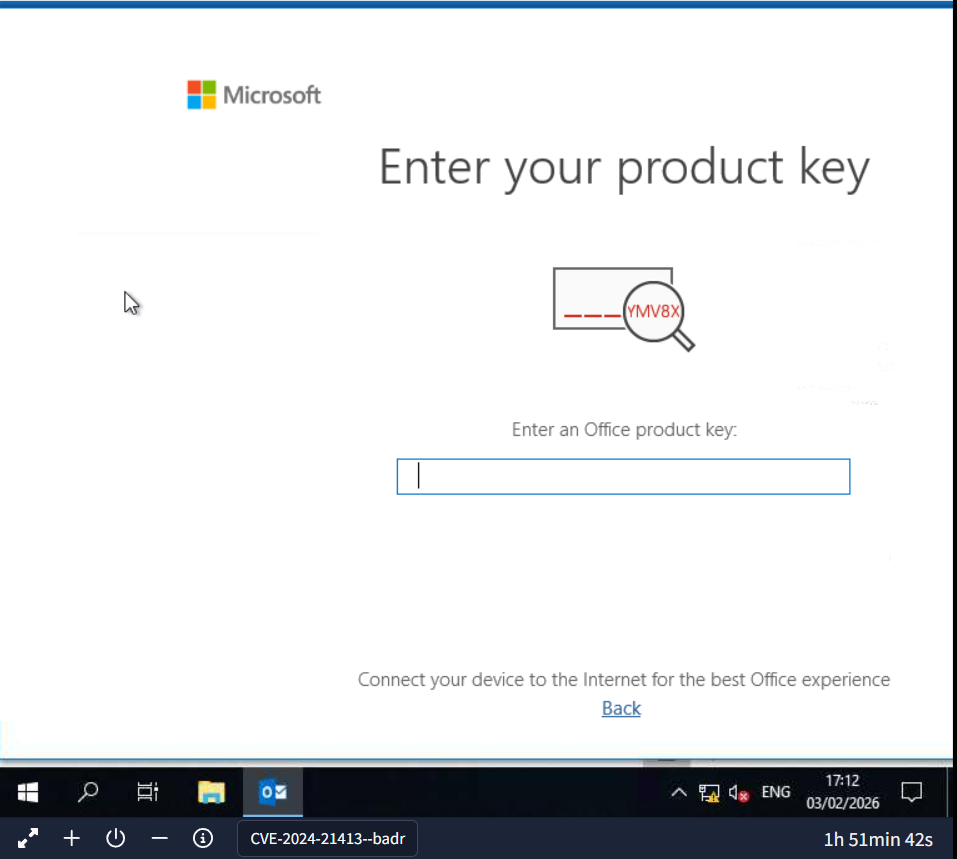 Microsoft
Enter your product key
YMV8X
Enter an Office product key:
Connect your device to the Internet for the best Office experience
Back
ENG
17:12
03/02/2026
CVE-2024-21413--badr
1h 51min 42s